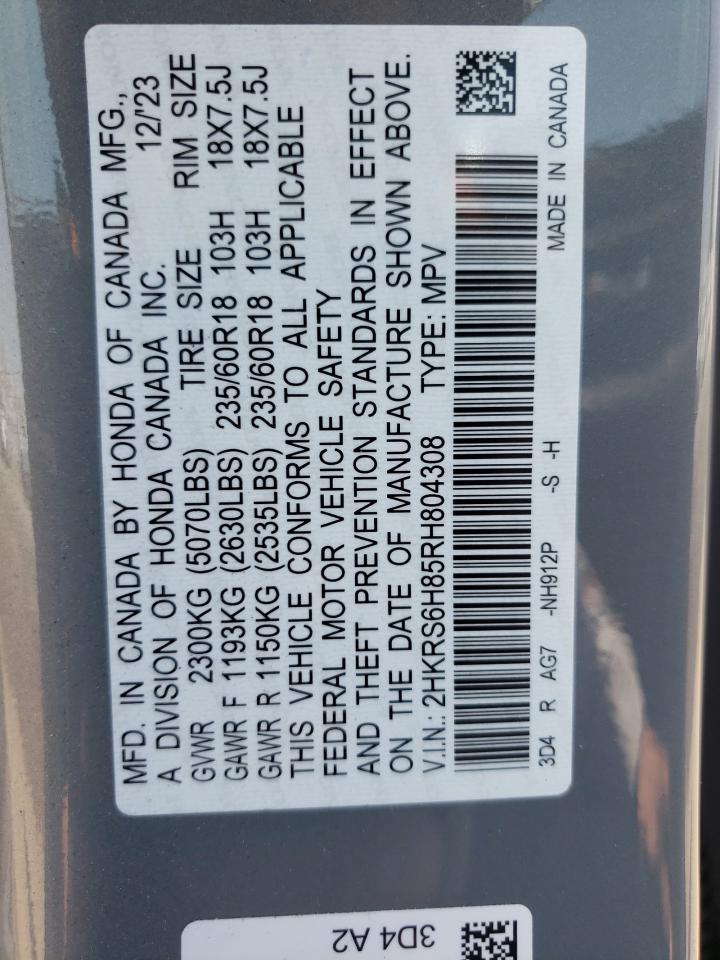 MFD. IN CANADA BY HONDA OF CANADA MFG.,
A DIVISION OF HONDA CANADA INC. 12/'23
GVWR 2300KG (5070LBS) TIRE SIZE RIM SIZE
GAWR F 1193KG (2630LBS) 235/60R18 103H 18X7.5J
GAWR R 1150KG (2535LBS) 235/60R18 103H 18X7.5J
THIS VEHICLE CONFORMS TO ALL APPLICABLE
FEDERAL MOTOR VEHICLE SAFETY
AND THEFT PREVENTION STANDARDS IN EFFECT
ON THE DATE OF MANUFACTURE SHOWN ABOVE.
V.I.N.: 2HKRS6H85RH804308 TYPE: MPV
3D4 R AG7 -NH912P -S -H MADE IN CANADA
3D4 A2